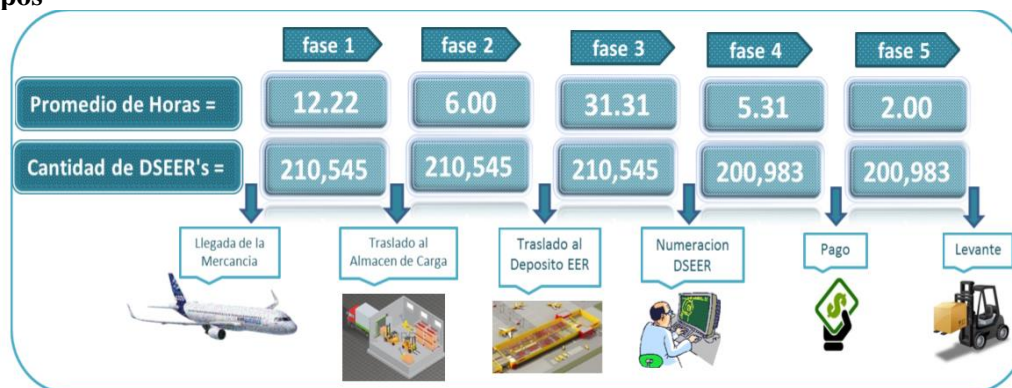 pos
fase 1 fase 2 fase 3 fase 4 fase 5
Promedio de Horas = 12.22 6.00 31.31 5.31 2.00
Cantidad de DSEER's = 210,545 210,545 210,545 200,983 200,983
Llegada de la
Mercancia
Traslado al
Almacen de Carga
Traslado al
Deposito EER
Numeracion
DSEER
Pago
Levante